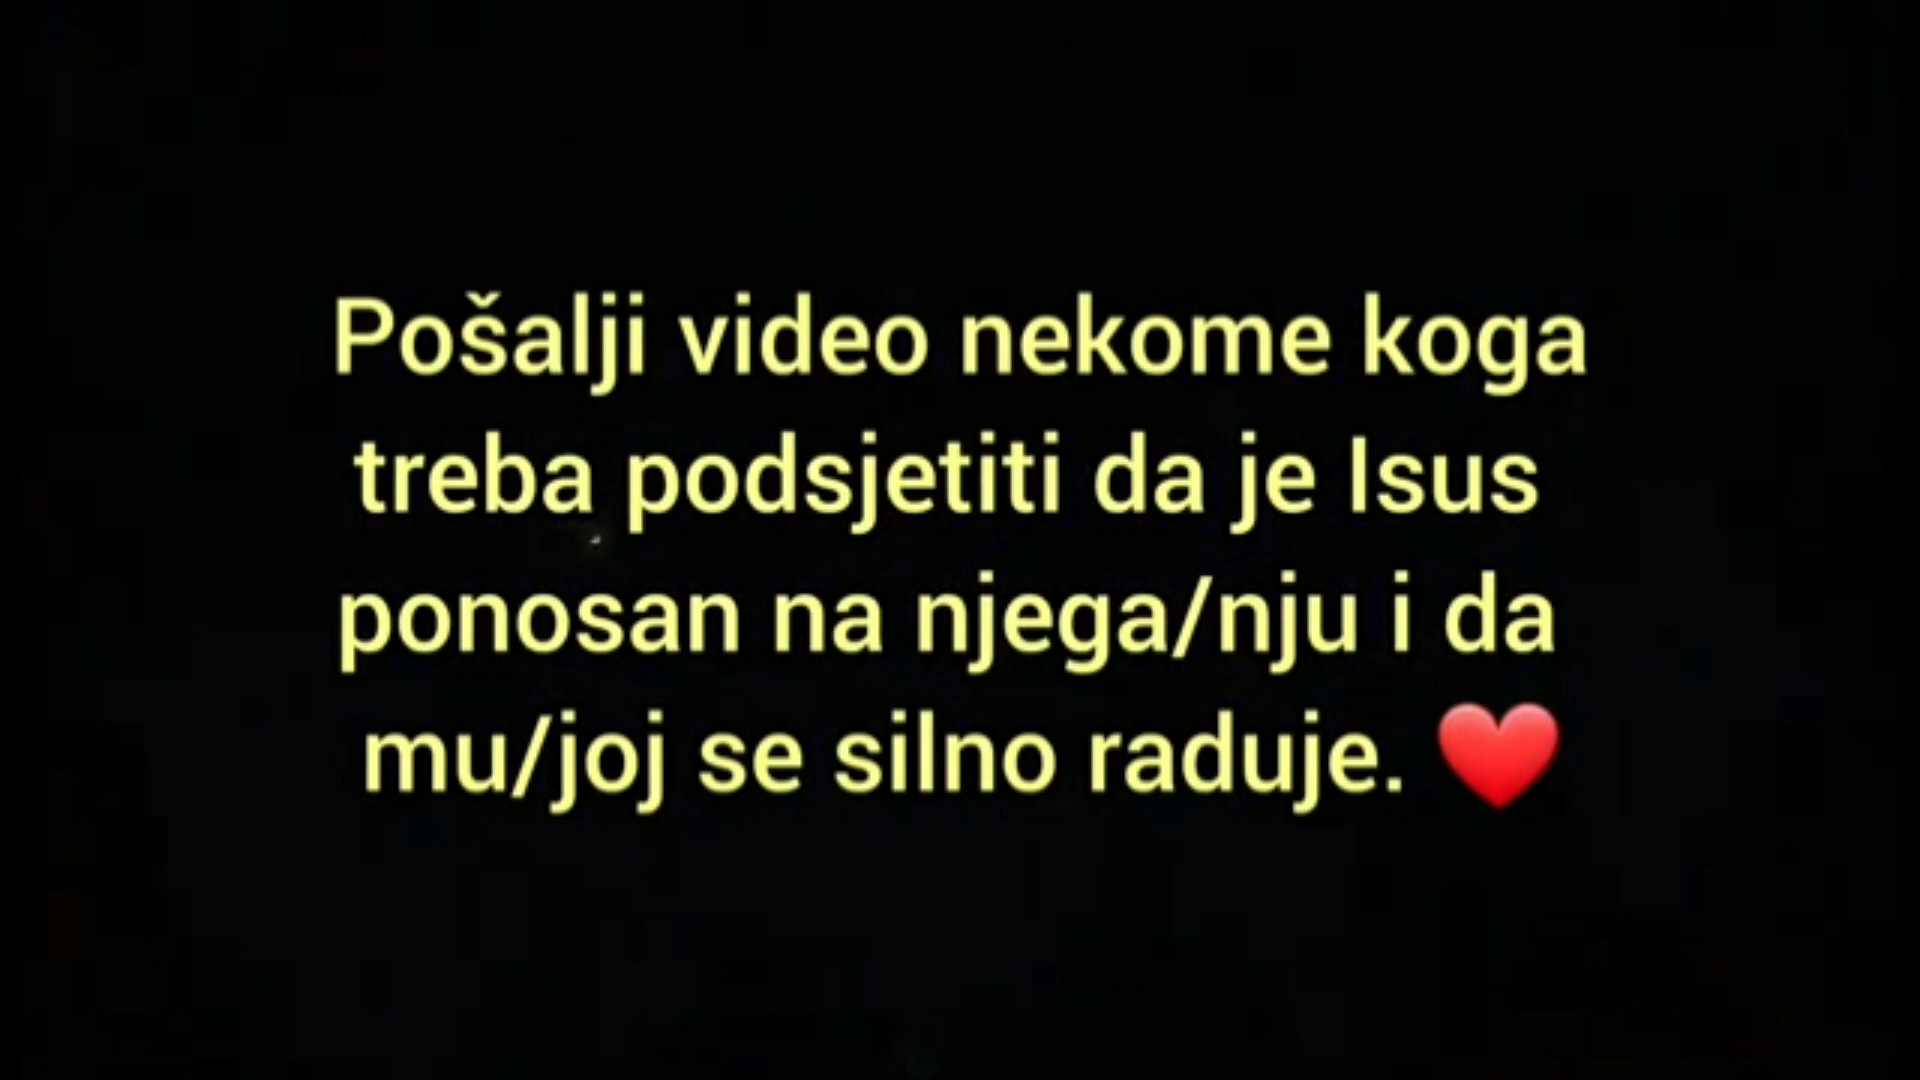 Pošalji video nekome koga
treba podsjetiti da je Isus
ponosan na njega/nju i da
mu/joj se silno raduje. ❤️